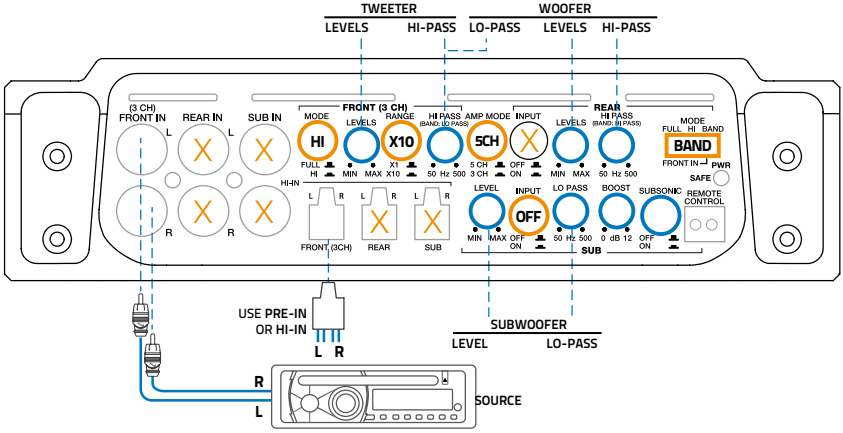 TWEETER WOOFER
LEVELS HI-PASS LO-PASS LEVELS HI-PASS
FRONT (3 CH) REAR
(3 CH)
FRONT IN REAR IN SUB IN
L L
R R
MODE LEVELS RANGE HI PASS
(BAND: LO PASS)
AMP MODE INPUT LEVELS HI PASS
(BAND: HI PASS)
MODE
FULL HI BAND
HI X10 5CH X BAND
X X
FULL
HI
MIN MAX
X1
X10
50 Hz 500
5 CH
3 CH
OFF
ON
MIN MAX
50 Hz 500
FRONT IN
PWR
SAFE
X X
HI-IN
L R L R L R
X X
FRONT (3CH) REAR SUB
LEVEL INPUT LO PASS BOOST SUBSONIC REMOTE
CONTROL
OFF
MIN MAX
OFF
ON
50 Hz 500
0 dB 12
OFF
ON
SUB
USE PRE-IN
OR HI-IN
L R
SUBWOOFER
LEVEL LO-PASS
R
L
SOURCE